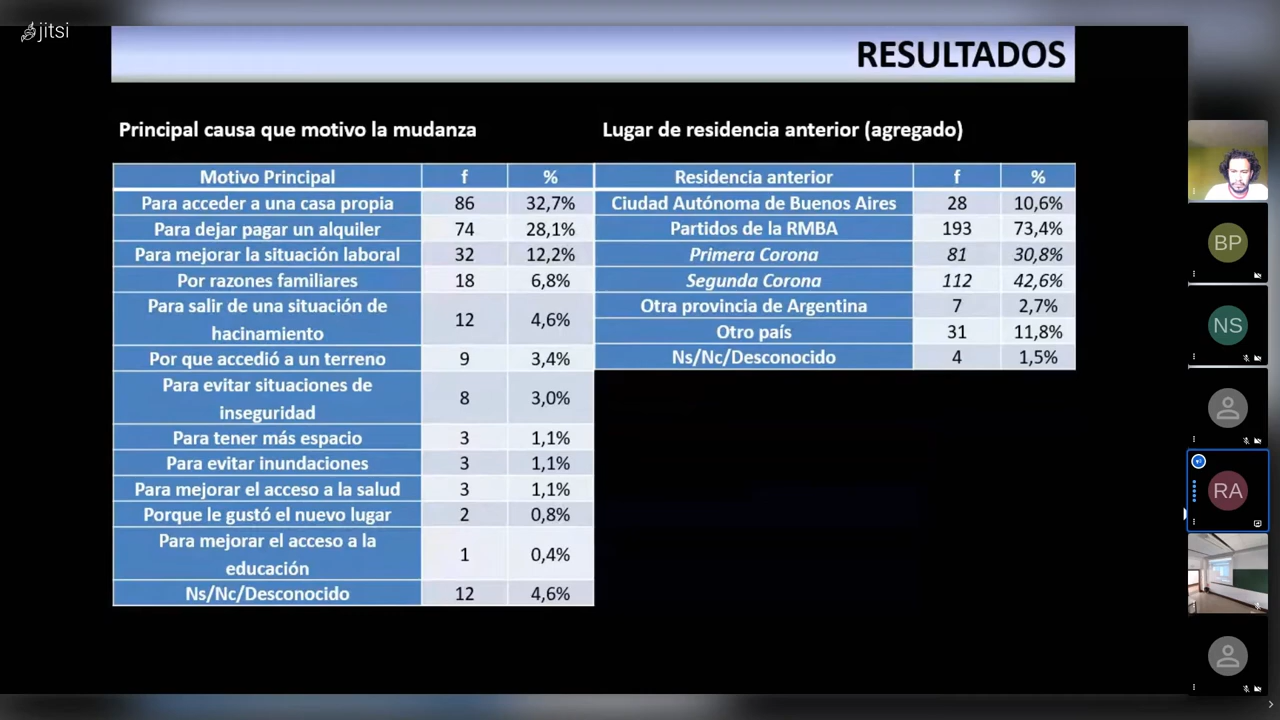 jitsi
RESULTADOS
Principal causa que motivo la mudanza
Motivo Principal f %
Para acceder a una casa propia 86 32,7%
Para dejar pagar un alquiler 74 28,1%
Para mejorar la situación laboral 32 12,2%
Por razones familiares 18 6,8%
Para salir de una situación de
hacinamiento 12 4,6%
Por que accedió a un terreno 9 3,4%
Para evitar situaciones de
inseguridad 8 3,0%
Para tener más espacio 3 1,1%
Para evitar inundaciones 3 1,1%
Para mejorar el acceso a la salud 3 1,1%
Porque le gustó el nuevo lugar 2 0,8%
Para mejorar el acceso a la
educación 1 0,4%
Ns/Nc/Desconocido 12 4,6%
Lugar de residencia anterior (agregado)
Residencia anterior f %
Ciudad Autónoma de Buenos Aires 28 10,6%
Partidos de la RMBA 193 73,4%
Primera Corona 81 30,8%
Segunda Corona 112 42,6%
Otra provincia de Argentina 7 2,7%
Otro país 31 11,8%
Ns/Nc/Desconocido 4 1,5%
BP
NS
RA